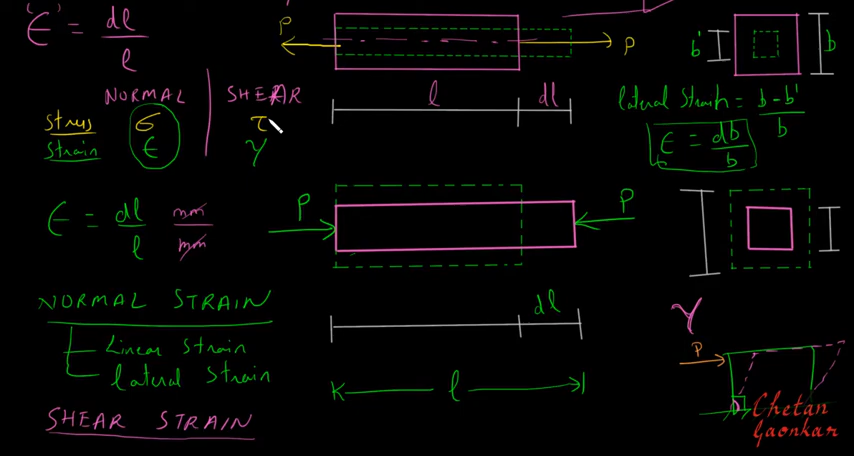 'ϵ' = dl / l
P
P
b'
b
NORMAL SHEAR
l
dl
lateral Strain = b - b' / b
Stress σ τ
Strain ϵ γ
ϵb = db / b
ϵ = dl / l mm / mm
P
P
NORMAL STRAIN
dl
γ
Linear Strain
lateral Strain
P
l
SHEAR STRAIN
Chetan
Gaonkar